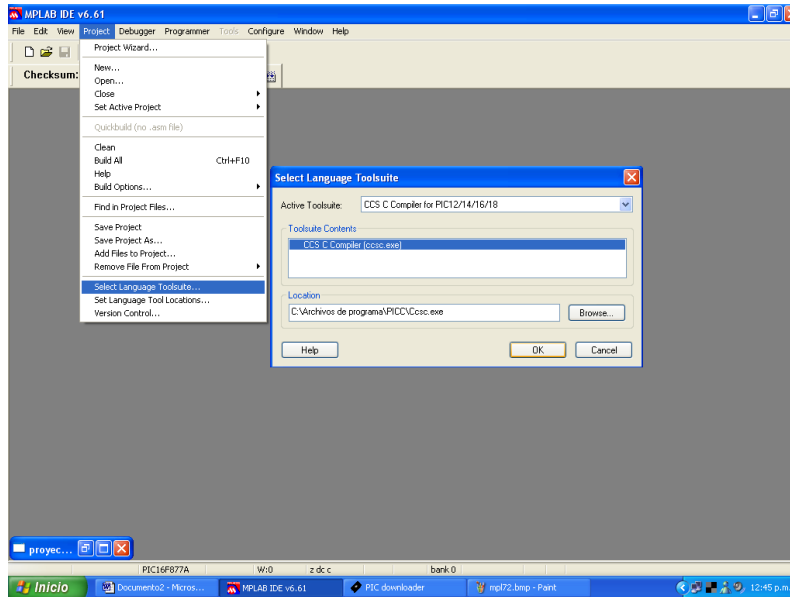 MPLAB IDE v6.61
File Edit View Project Debugger Programmer Tools Configure Window Help
Checksum:
Project Wizard...
New...
Open...
Close
Set Active Project
Quickbuild (no .asm file)
Clean
Build All Ctrl+F10
Help
Build Options...
Find in Project Files...
Save Project
Save Project As...
Add Files to Project...
Remove File From Project
Select Language Toolsuite...
Set Language Tool Locations...
Version Control...
Select Language Toolsuite
Active Toolsuite: CCS C Compiler for PIC12/14/16/18
Toolsuite Contents
CCS C Compiler (ccsc.exe)
Location
C:\Archivos de programa\PICC\Ccsc.exe Browse...
Help OK Cancel
proyec...
PIC16F877A W:0 z dc c bank 0
Inicio Documento2 - Micros... MPLAB IDE v6.61 PIC downloader mpl72.bmp - Paint 12:45 p.m.